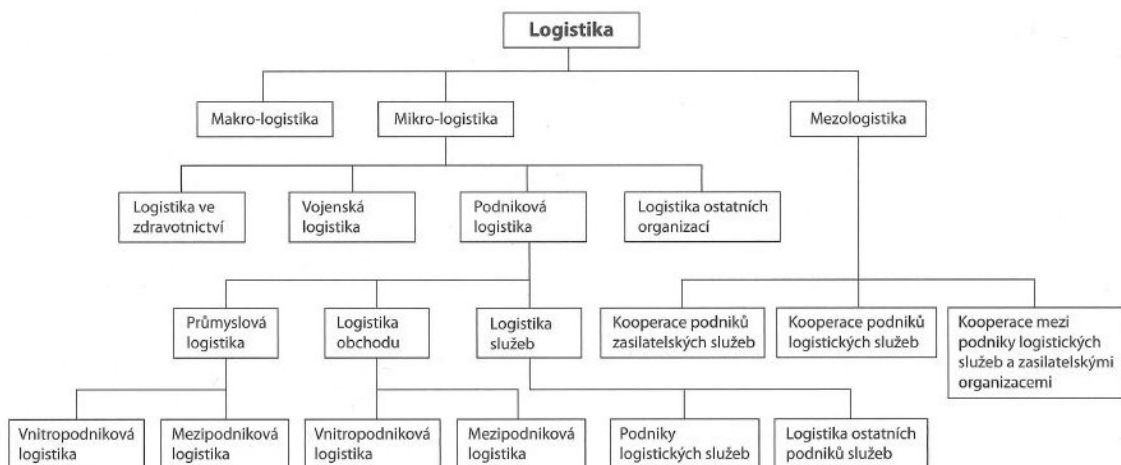 Logistika
Makro-logistika
Mikro-logistika
Mezologistika
Logistika ve
zdravotnictví
Vojenská
logistika
Podniková
logistika
Logistika ostatních
organizací
Průmyslová
logistika
Logistika
obchodu
Logistika
služeb
Kooperace podniků
zasilatelských služeb
Kooperace podniků
logistických služeb
Kooperace mezi
podniky logistických
služeb a zasilatelskými
organizacemi
Vnitropodniková
logistika
Mezipodniková
logistika
Vnitropodniková
logistika
Mezipodniková
logistika
Podniky
logistických služeb
Logistika ostatních
podniků služeb